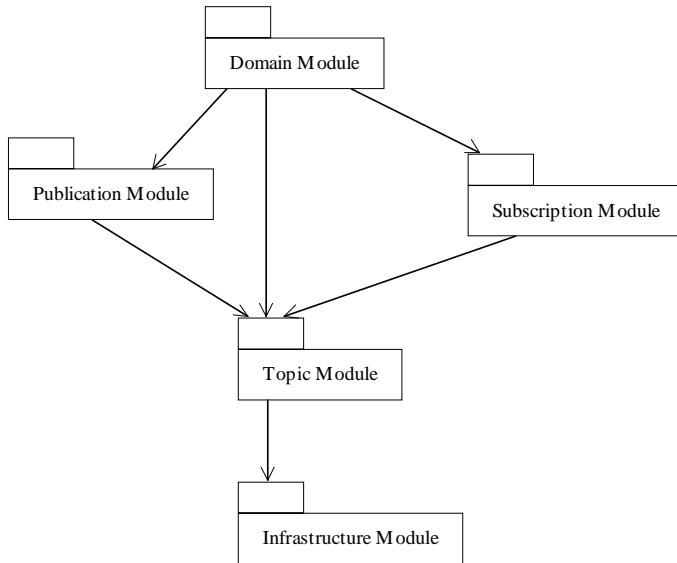 Domain Module
Publication Module
Subscription Module
Topic Module
Infrastructure Module